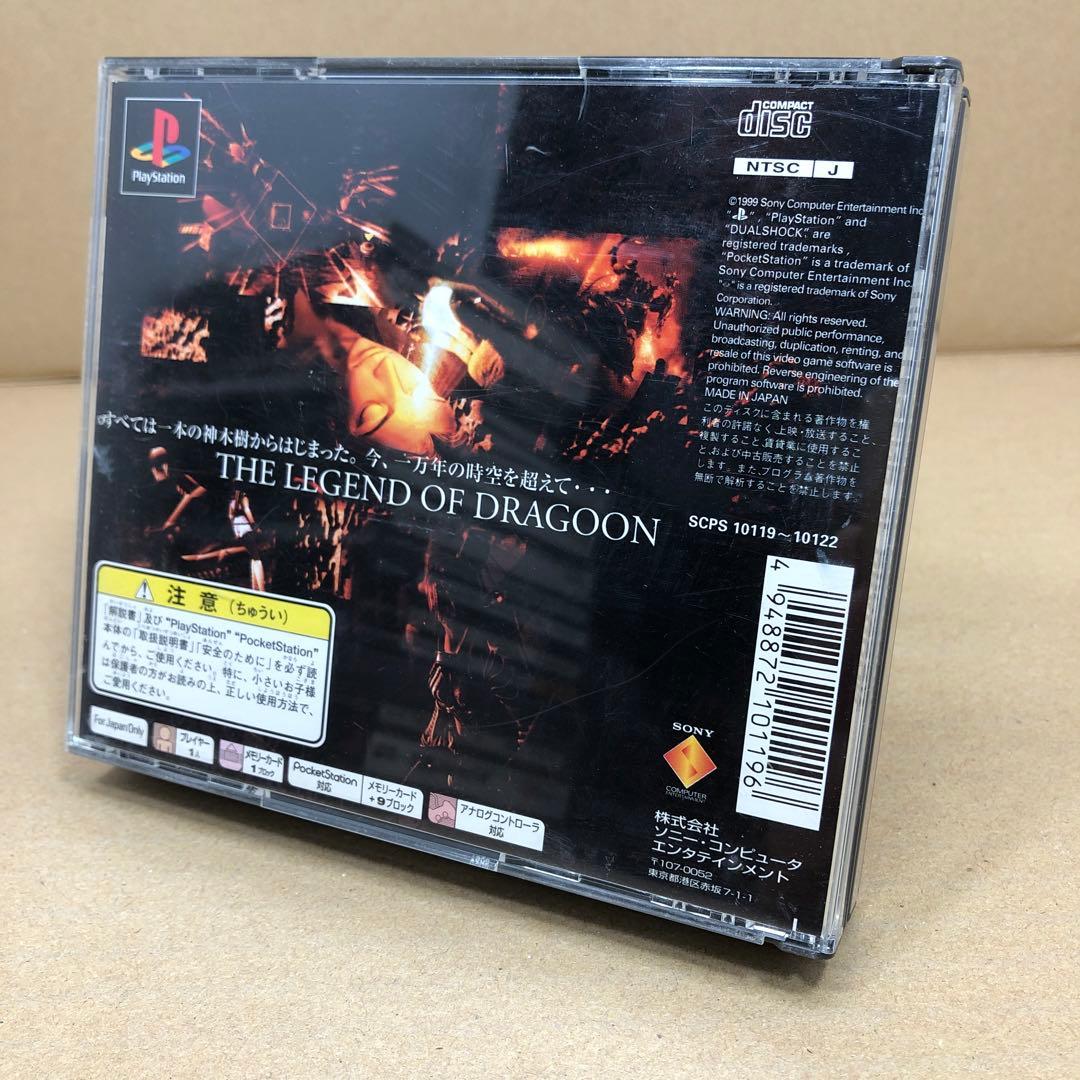 PlayStation
COMPACT
disc
NTSC J
©1999 Sony Computer Entertainment Inc
" ", "PlayStation" and
"DUALSHOCK" are
registered trademarks,
"PocketStation" is a trademark of
Sony Computer Entertainment Inc.
" " is a registered trademark of Sony
Corporation.
WARNING: All rights reserved.
Unauthorized public performance,
broadcasting, duplication, renting, and
resale of this video game software is
prohibited. Reverse engineering of the
program software is prohibited.
MADE IN JAPAN
このディスクに含まれる著作物を権
利者の許諾なく、上映・放送すること、
複製すること、賃貸業に使用するこ
と、および中古販売することを禁止
します。また、プログラム著作物を
無断で解析することを禁止します。
すべては一本の神木樹からはじまった。今、一万年の時空を超えて・・・
THE LEGEND OF DRAGOON
SCPS 10119～10122
4 948872 101196
注意(ちゅうい)
「解説書」及び "PlayStation" "PocketStation"
本体の「取扱説明書」「安全のために」を必ず読
んでから、ご使用ください。特に、小さいお子様
は保護者の方がお読みの上、正しい使用方法で、
ご愛用ください。
For Japan Only
プレイヤー
1人
メモリーカード
1ブロック
PocketStation
対応
メモリーカード
+9ブロック
アナログコントローラ
対応
SONY
COMPUTER
ENTERTAINMENT
株式会社
ソニー・コンピュータ
エンタテインメント
〒107-0052
東京都港区赤坂7-1-1